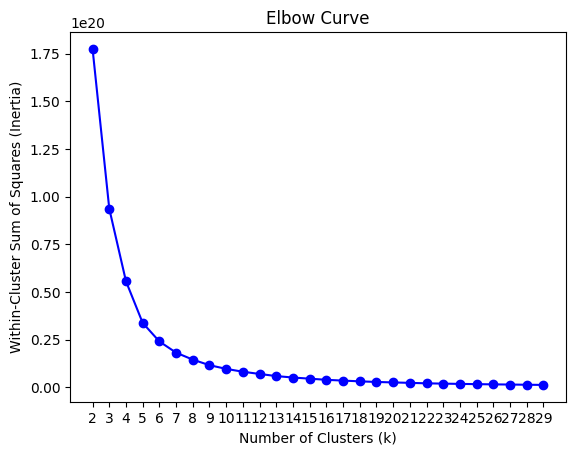 Elbow Curve
1e20
1.75
1.50
1.25
1.00
0.75
0.50
0.25
0.00
Within-Cluster Sum of Squares (Inertia)
2 3 4 5 6 7 8 9 10 11 12 13 14 15 16 17 18 19 20 21 22 23 24 25 26 27 28 29
Number of Clusters (k)